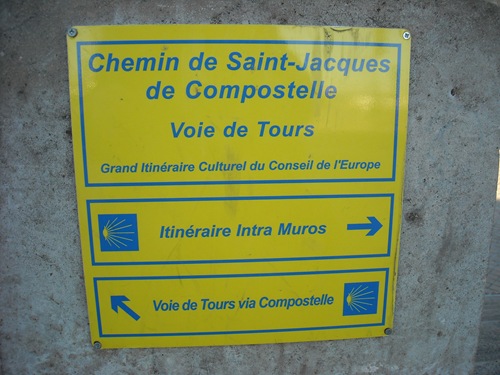 Chemin de Saint-Jacques
de Compostelle
Voie de Tours
Grand Itinéraire Culturel du Conseil de l'Europe
Itinéraire Intra Muros
Voie de Tours via Compostelle